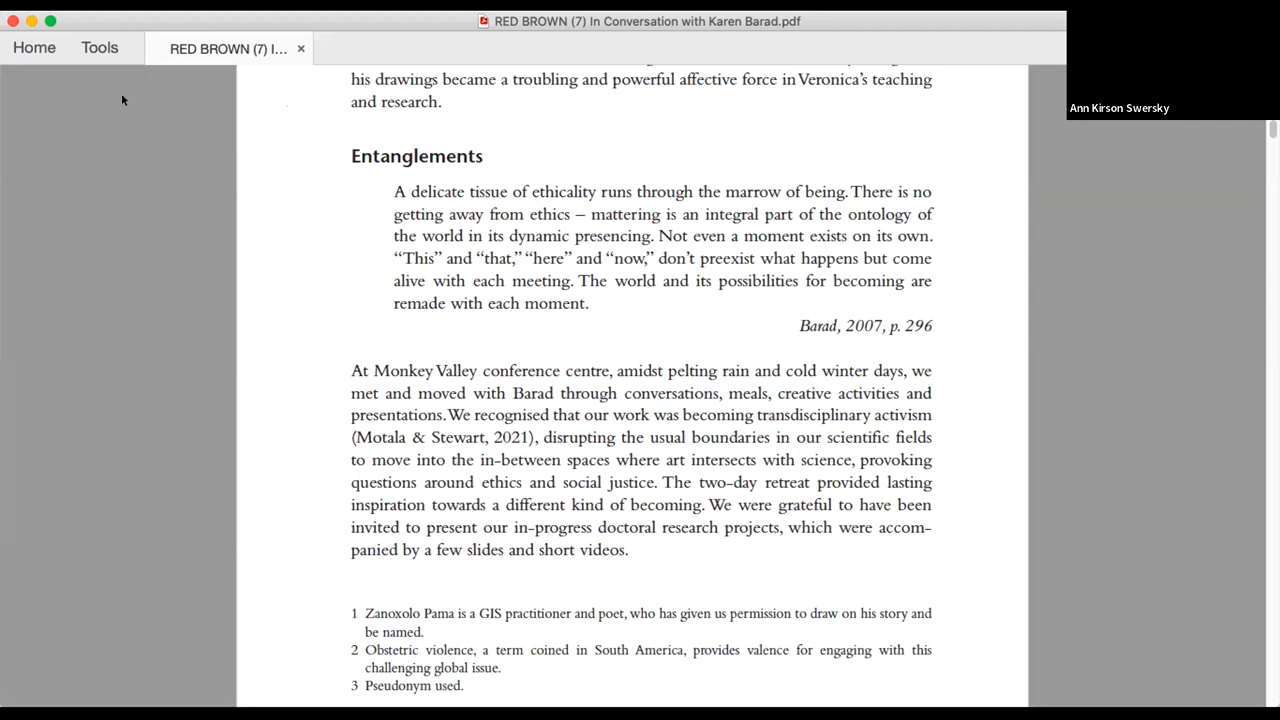 RED BROWN (7) In Conversation with Karen Barad.pdf
Home Tools RED BROWN (7) I... ×
Ann Kirson Swersky
his drawings became a troubling and powerful affective force in Veronica's teaching
and research.
Entanglements
A delicate tissue of ethicality runs through the marrow of being. There is no
getting away from ethics – mattering is an integral part of the ontology of
the world in its dynamic presencing. Not even a moment exists on its own.
“This” and “that,” “here” and “now,” don't preexist what happens but come
alive with each meeting. The world and its possibilities for becoming are
remade with each moment.
Barad, 2007, p. 296
At Monkey Valley conference centre, amidst pelting rain and cold winter days, we
met and moved with Barad through conversations, meals, creative activities and
presentations. We recognised that our work was becoming transdisciplinary activism
(Motala & Stewart, 2021), disrupting the usual boundaries in our scientific fields
to move into the in-between spaces where art intersects with science, provoking
questions around ethics and social justice. The two-day retreat provided lasting
inspiration towards a different kind of becoming. We were grateful to have been
invited to present our in-progress doctoral research projects, which were accom-
panied by a few slides and short videos.
1 Zanoxolo Pama is a GIS practitioner and poet, who has given us permission to draw on his story and
be named.
2 Obstetric violence, a term coined in South America, provides valence for engaging with this
challenging global issue.
3 Pseudonym used.